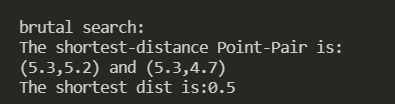 brutal search:
The shortest-distance Point-Pair is:
(5.3,5.2) and (5.3,4.7)
The shortest dist is:0.5